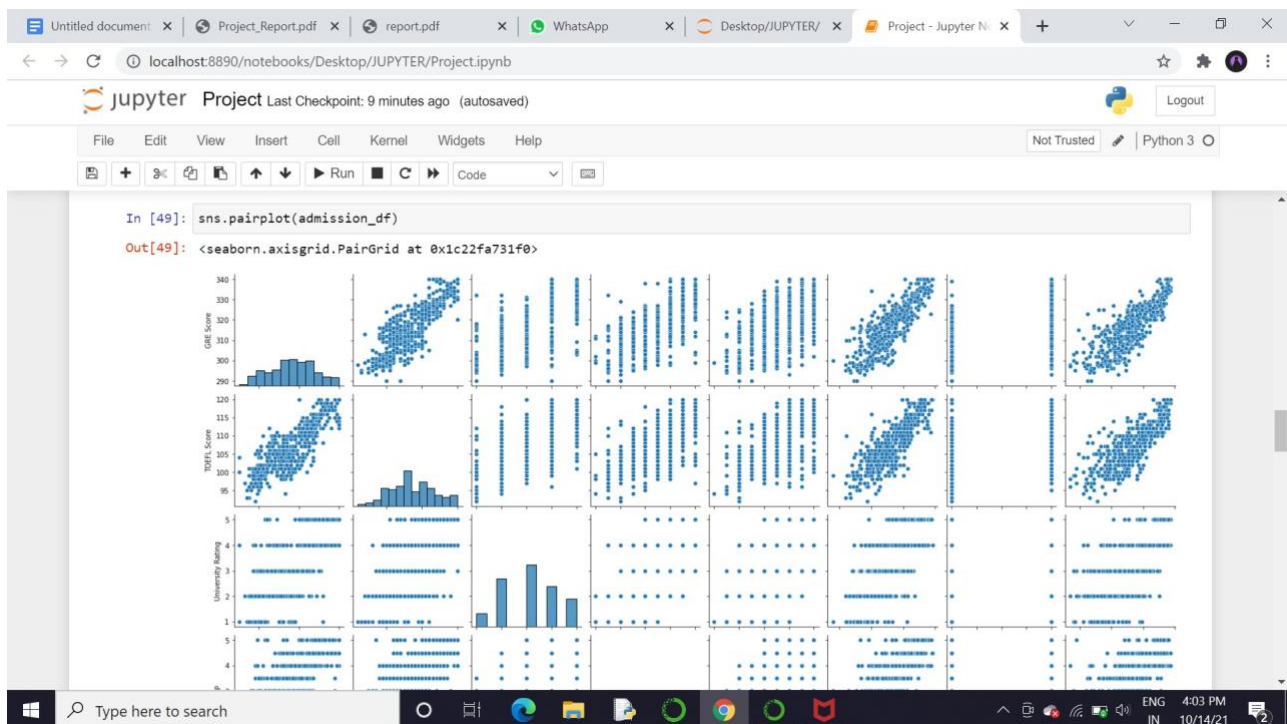 Untitled document
Project_Report.pdf
report.pdf
WhatsApp
Desktop/JUPYTER/
Project - Jupyter N
localhost:8890/notebooks/Desktop/JUPYTER/Project.ipynb
jupyter Project Last Checkpoint: 9 minutes ago (autosaved)
Logout
File Edit View Insert Cell Kernel Widgets Help
Not Trusted Python 3
Run Code
In [49]: sns.pairplot(admission_df)
Out[49]: <seaborn.axisgrid.PairGrid at 0x1c22fa731f0>
GRE Score
340
330
320
310
300
290
TOEFL Score
120
115
110
105
100
95
University Rating
5
4
3
2
1
5
4
Type here to search
ENG 4:03 PM
IN 0/14/21